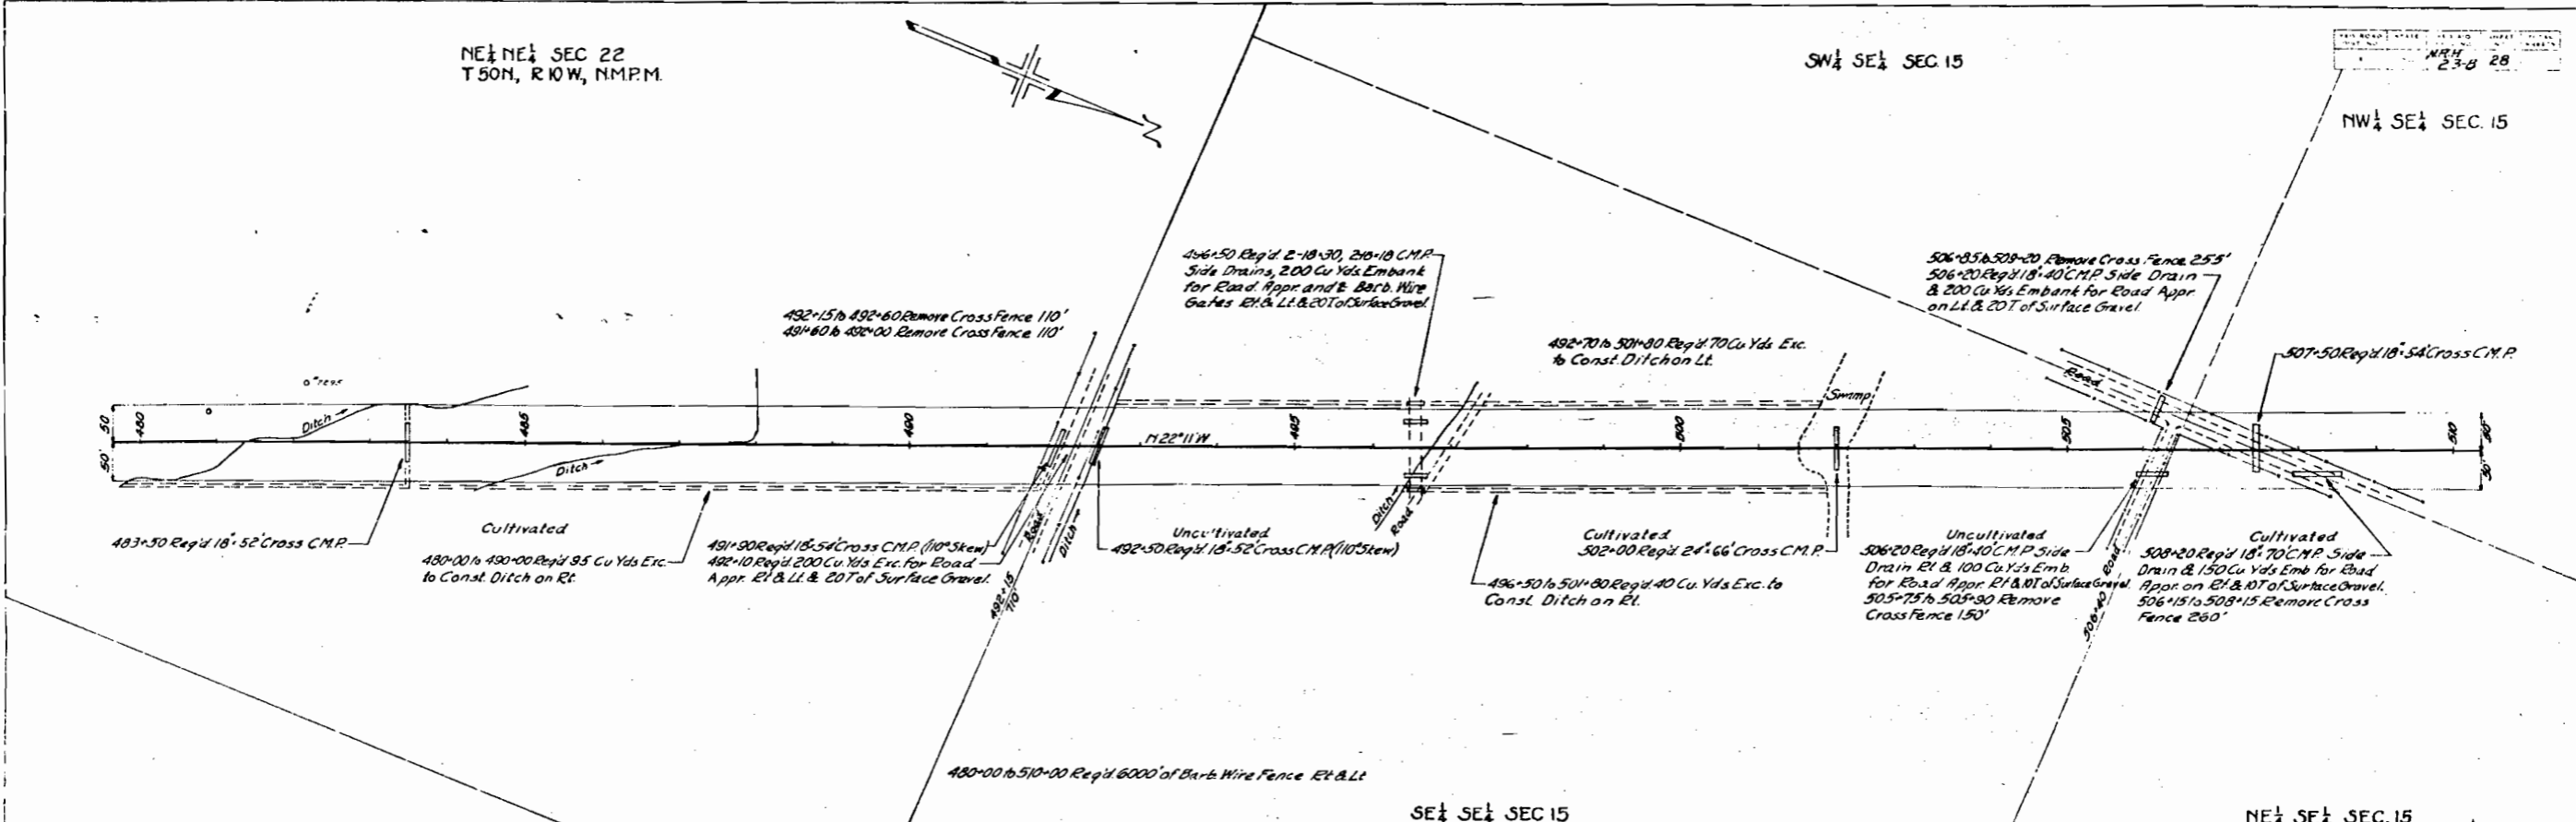 NE¼ NE¼ SEC 22
T 50N, R 10 W, N.M.P.M.
SW¼ SE¼ SEC. 15
N.R.H.
23-B 28
NW¼ SE¼ SEC. 15
N
492+15 to 492+60 Remove Cross Fence 110'
491+60 to 492+00 Remove Cross Fence 110'
496+50 Req'd. 2-18"x30', 2-18"x18' C.M.P.
Side Drains, 200 Cu Yds Embank
for Road Appr. and 2 Barb. Wire
Gates Rt. & Lt. & 20 T of Surface Gravel
492+70 to 501+80 Req'd 70 Cu Yds Exc.
to Const. Ditch on Lt.
506+85 to 509+20 Remove Cross Fence 255'
506+20 Req'd 18"x40' C.M.P. Side Drain
& 200 Cu Yds Embank for Road Appr.
on Lt. & 20 T. of Surface Gravel
507+50 Req'd 18"x54' Cross C.M.P.
50
50'
480
Ditch
485
Ditch
490
N 22°11' W
495
500
Swamp
505
Road
510
50'
50'
483+50 Req'd 18"x52' Cross C.M.P.
Cultivated
480+00 to 490+00 Req'd 95 Cu Yds Exc.
to Const. Ditch on Rt.
491+90 Req'd 18"x54' Cross C.M.P. (110° Skew)
492+10 Req'd 200 Cu. Yds Exc. for Road
Appr. Rt & Lt. & 20 T of Surface Gravel.
Road
Ditch
492+15
110°
Uncultivated
492+50 Req'd 18"x52' Cross C.M.P. (110° Skew)
Ditch
Road
Cultivated
502+00 Req'd. 24"x66' Cross C.M.P.
496+50 to 501+80 Req'd. 40 Cu. Yds Exc. to
Const. Ditch on Rt.
Uncultivated
506+20 Req'd 18"x40' C.M.P. Side
Drain Rt & 100 Cu Yds Emb.
for Road Appr. Rt & 10 T of Surface Gravel
505+75 to 505+90 Remove
Cross Fence 150'
Road
506+40
Cultivated
508+20 Req'd 18"x70' C.M.P. Side
Drain & 150 Cu Yds Emb for Road
Appr. on Rt. & 10 T of Surface Gravel.
506+15 to 508+15 Remove Cross
Fence 260'
480+00 to 510+00 Req'd. 6000' of Barb Wire Fence Rt & Lt
SE¼ SE¼ SEC 15
NE¼ SE¼ SEC. 15